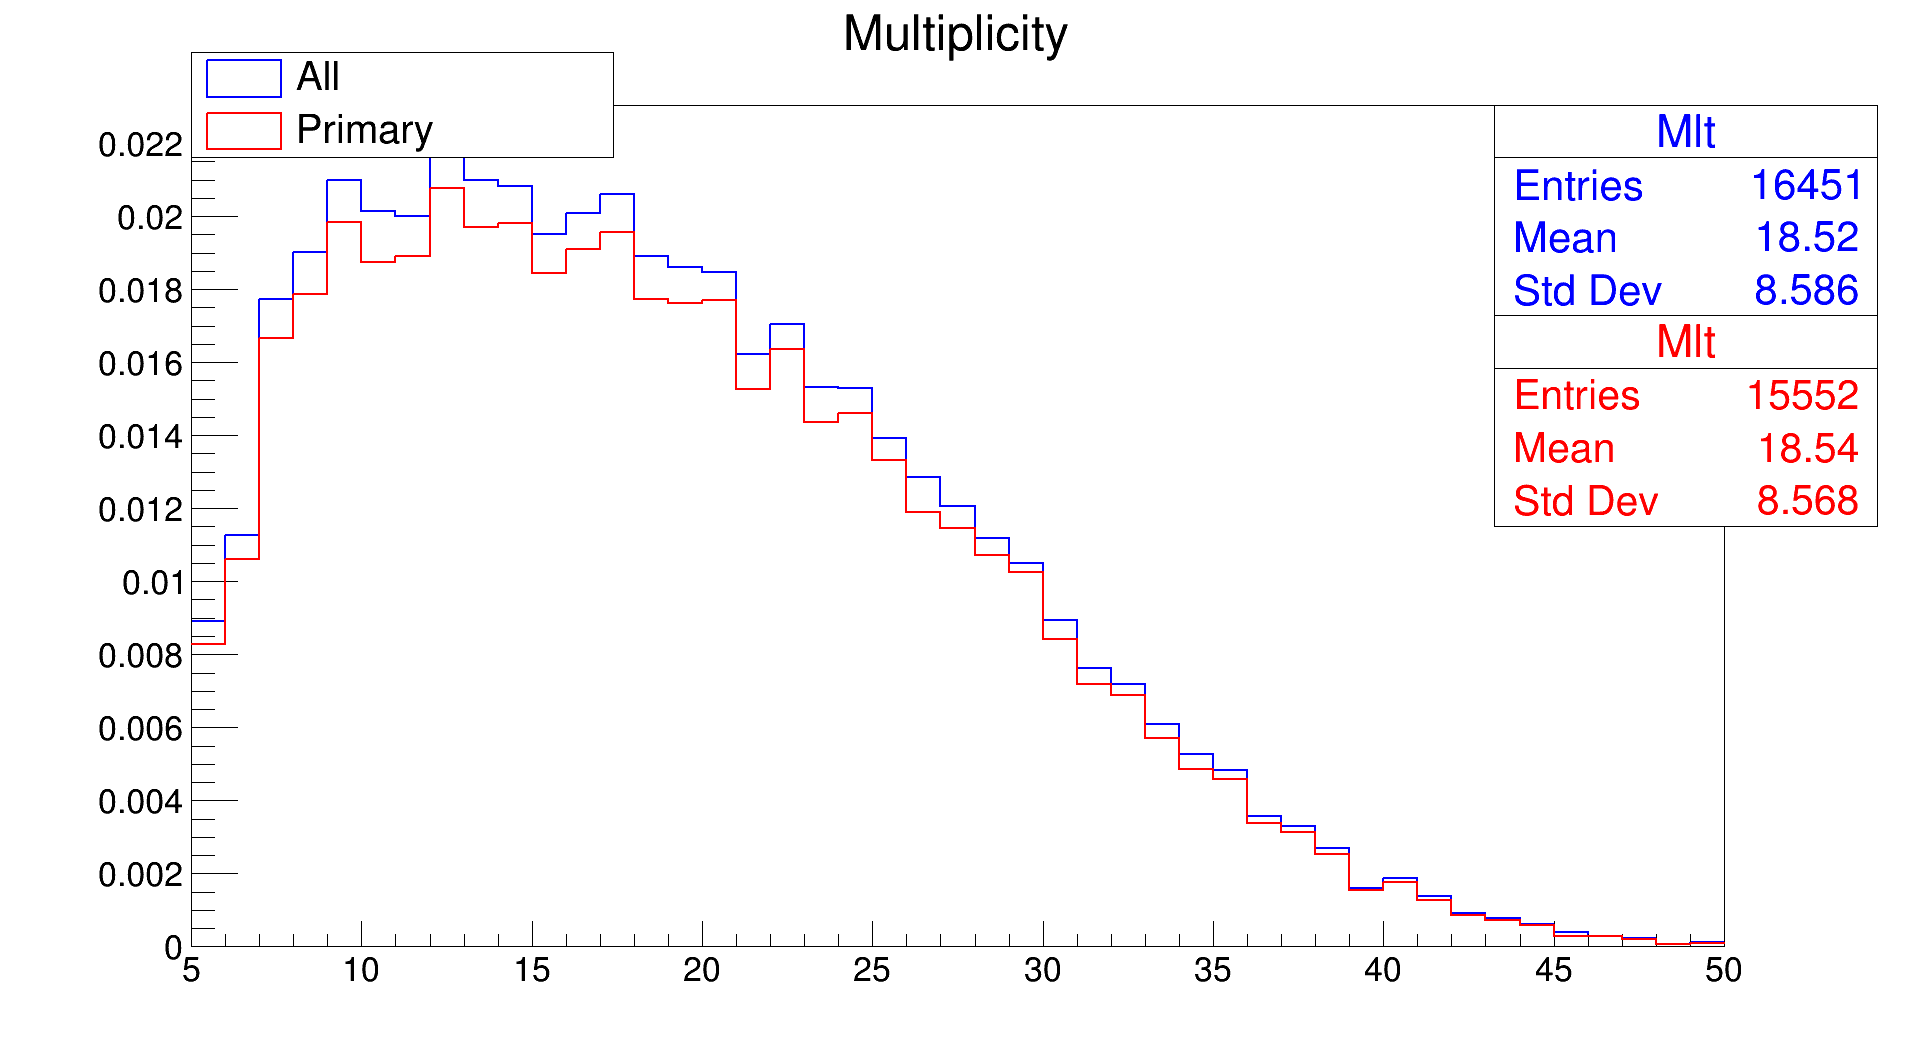 Multiplicity
All
Primary
Mlt
Entries 16451
Mean 18.52
Std Dev 8.586
Mlt
Entries 15552
Mean 18.54
Std Dev 8.568
0.022
0.02
0.018
0.016
0.014
0.012
0.01
0.008
0.006
0.004
0.002
0
5 10 15 20 25 30 35 40 45 50